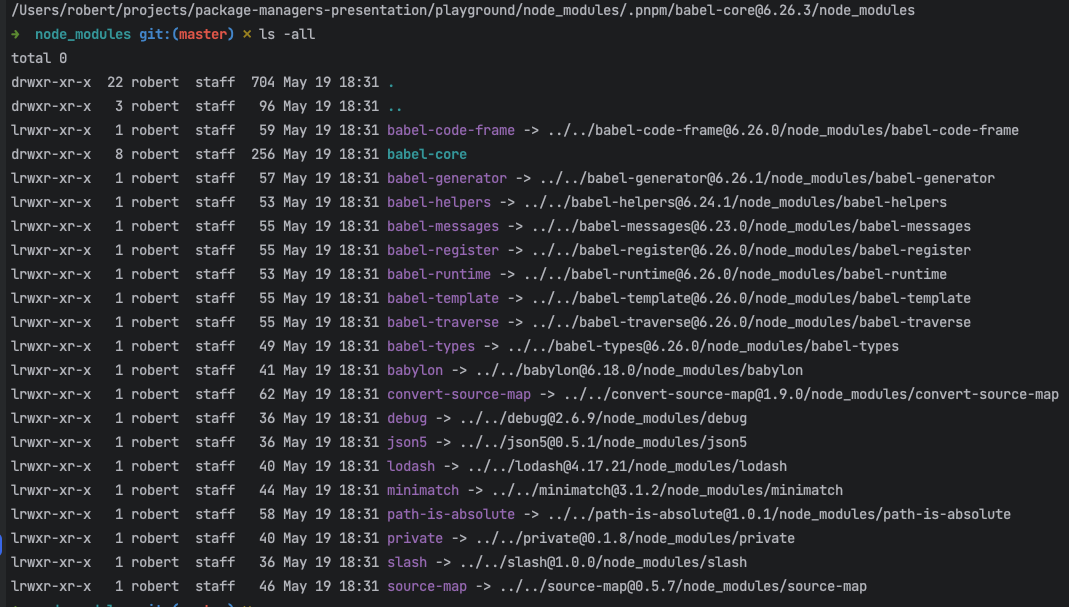 /Users/robert/projects/package-managers-presentation/playground/node_modules/.pnpm/babel-core@6.26.3/node_modules
➜  node_modules git:(master) ✗ ls -all
total 0
drwxr-xr-x  22 robert  staff  704 May 19 18:31 .
drwxr-xr-x   3 robert  staff   96 May 19 18:31 ..
lrwxr-xr-x   1 robert  staff   59 May 19 18:31 babel-code-frame -> ../../babel-code-frame@6.26.0/node_modules/babel-code-frame
drwxr-xr-x   8 robert  staff  256 May 19 18:31 babel-core
lrwxr-xr-x   1 robert  staff   57 May 19 18:31 babel-generator -> ../../babel-generator@6.26.1/node_modules/babel-generator
lrwxr-xr-x   1 robert  staff   53 May 19 18:31 babel-helpers -> ../../babel-helpers@6.24.1/node_modules/babel-helpers
lrwxr-xr-x   1 robert  staff   55 May 19 18:31 babel-messages -> ../../babel-messages@6.23.0/node_modules/babel-messages
lrwxr-xr-x   1 robert  staff   55 May 19 18:31 babel-register -> ../../babel-register@6.26.0/node_modules/babel-register
lrwxr-xr-x   1 robert  staff   53 May 19 18:31 babel-runtime -> ../../babel-runtime@6.26.0/node_modules/babel-runtime
lrwxr-xr-x   1 robert  staff   55 May 19 18:31 babel-template -> ../../babel-template@6.26.0/node_modules/babel-template
lrwxr-xr-x   1 robert  staff   55 May 19 18:31 babel-traverse -> ../../babel-traverse@6.26.0/node_modules/babel-traverse
lrwxr-xr-x   1 robert  staff   49 May 19 18:31 babel-types -> ../../babel-types@6.26.0/node_modules/babel-types
lrwxr-xr-x   1 robert  staff   41 May 19 18:31 babylon -> ../../babylon@6.18.0/node_modules/babylon
lrwxr-xr-x   1 robert  staff   62 May 19 18:31 convert-source-map -> ../../convert-source-map@1.9.0/node_modules/convert-source-map
lrwxr-xr-x   1 robert  staff   36 May 19 18:31 debug -> ../../debug@2.6.9/node_modules/debug
lrwxr-xr-x   1 robert  staff   36 May 19 18:31 json5 -> ../../json5@0.5.1/node_modules/json5
lrwxr-xr-x   1 robert  staff   40 May 19 18:31 lodash -> ../../lodash@4.17.21/node_modules/lodash
lrwxr-xr-x   1 robert  staff   44 May 19 18:31 minimatch -> ../../minimatch@3.1.2/node_modules/minimatch
lrwxr-xr-x   1 robert  staff   58 May 19 18:31 path-is-absolute -> ../../path-is-absolute@1.0.1/node_modules/path-is-absolute
lrwxr-xr-x   1 robert  staff   40 May 19 18:31 private -> ../../private@0.1.8/node_modules/private
lrwxr-xr-x   1 robert  staff   36 May 19 18:31 slash -> ../../slash@1.0.0/node_modules/slash
lrwxr-xr-x   1 robert  staff   46 May 19 18:31 source-map -> ../../source-map@0.5.7/node_modules/source-map